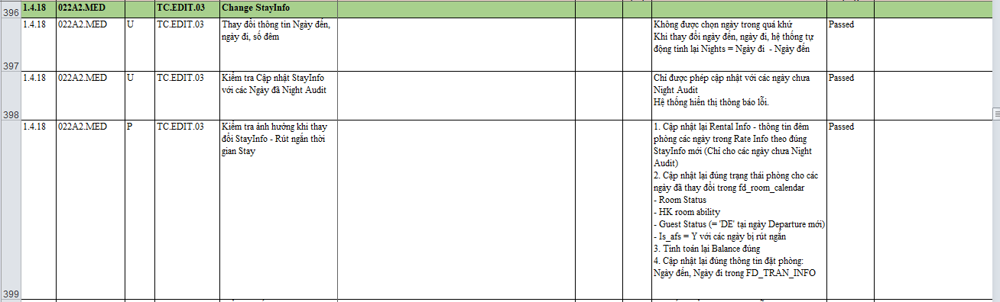 396 1.4.18 022A2.MED TC.EDIT.03 Change StayInfo
397 1.4.18 022A2.MED U TC.EDIT.03
Thay đổi thông tin Ngày đến,
ngày đi, số đêm
Không được chọn ngày trong quá khứ
Khi thay đổi ngày đến, ngày đi, hệ thống tự
động tính lại Nights = Ngày đi - Ngày đến
Passed
398 1.4.18 022A2.MED U TC.EDIT.03
Kiểm tra Cập nhật StayInfo
với các Ngày đã Night Audit
Chỉ được phép cập nhật với các ngày chưa
Night Audit
Hệ thống hiển thị thông báo lỗi.
Passed
399 1.4.18 022A2.MED P TC.EDIT.03
Kiểm tra ảnh hưởng khi thay
đổi StayInfo - Rút ngắn thời
gian Stay
1. Cập nhật lại Rental Info - thông tin đêm
phòng các ngày trong Rate Info theo đúng
StayInfo mới (Chỉ cho các ngày chưa Night
Audit)
2. Cập nhật lại đúng trạng thái phòng cho các
ngày đã thay đổi trong fd_room_calendar
- Room Status
- HK room ability
- Guest Status (= 'DE' tại ngày Departure mới)
- Is_afs = Y với các ngày bị rút ngắn
3. Tính toán lại Balance đúng
4. Cập nhật lại đúng thông tin đặt phòng:
Ngày đến, Ngày đi trong FD_TRAN_INFO
Passed